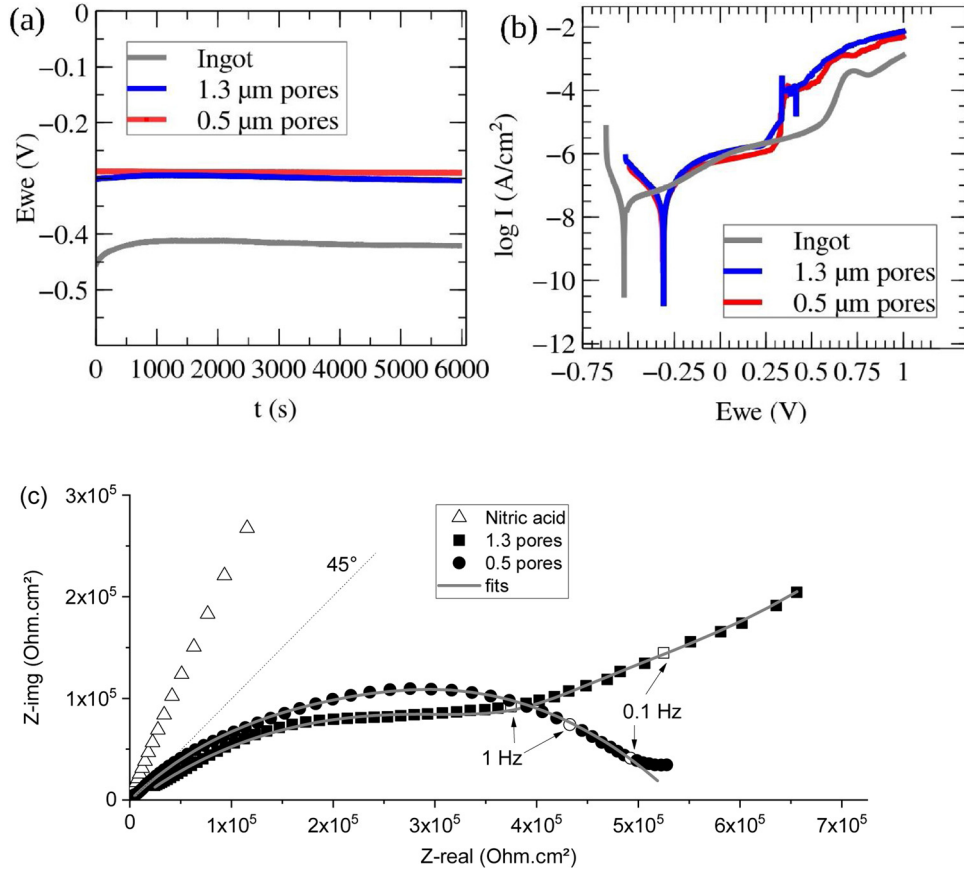 (a)
0
−0.1
−0.2
−0.3
−0.4
−0.5
Ewe (V)
Ingot
1.3 µm pores
0.5 µm pores
0 1000 2000 3000 4000 5000 6000
t (s)
(b)
−2
−4
−6
−8
−10
−12
log I (A/cm²)
Ingot
1.3 µm pores
0.5 µm pores
−0.75 −0.25 0 0.25 0.5 0.75 1
Ewe (V)
(c)
3x10⁵
2x10⁵
1x10⁵
0
Z-img (Ohm.cm²)
Nitric acid
1.3 pores
0.5 pores
fits
45°
1 Hz
0.1 Hz
0 1x10⁵ 2x10⁵ 3x10⁵ 4x10⁵ 5x10⁵ 6x10⁵ 7x10⁵
Z-real (Ohm.cm²)